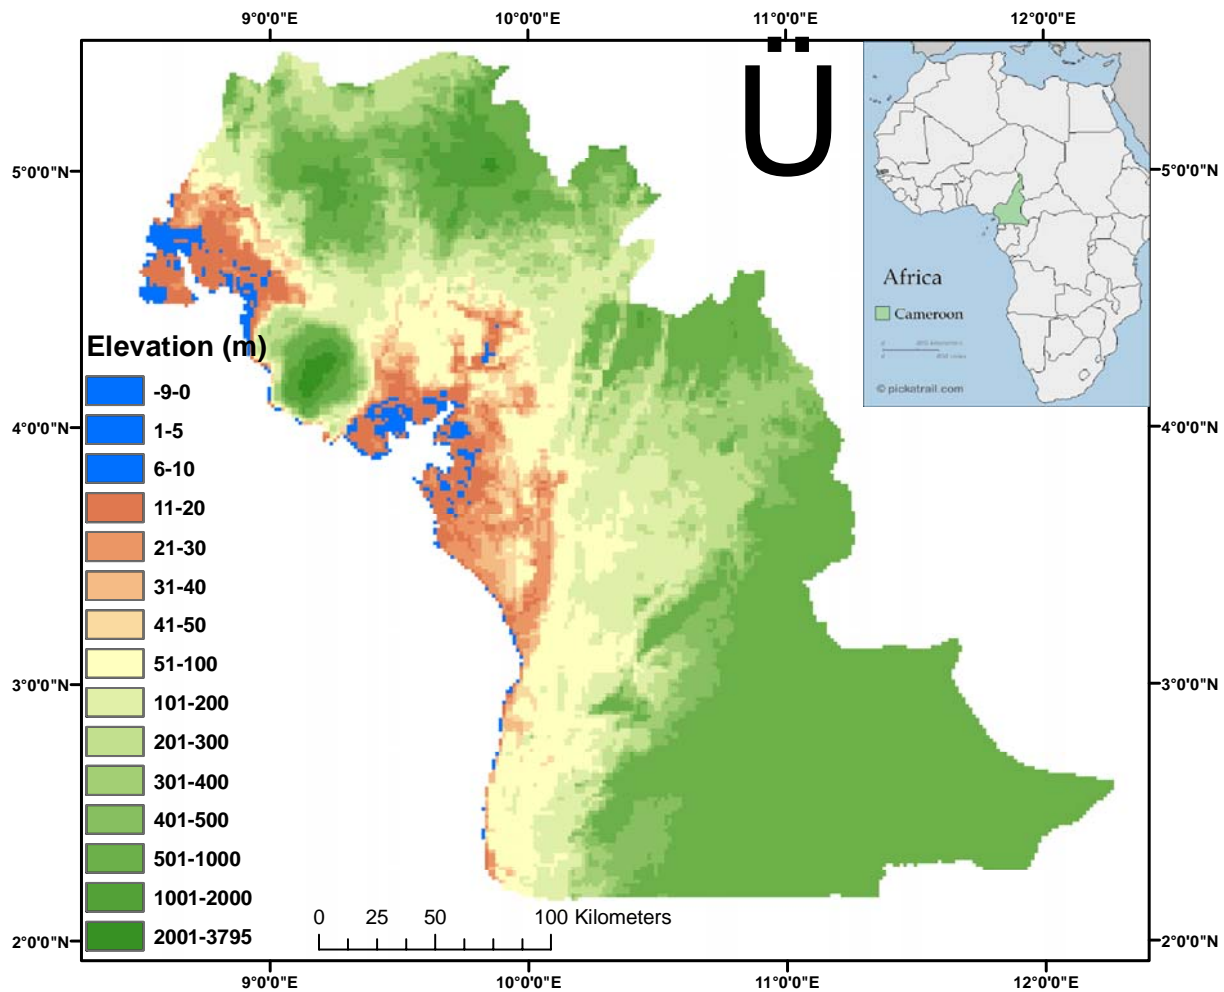 9°0'0"E 10°0'0"E 11°0'0"E 12°0'0"E
Ü
5°0'0"N 5°0'0"N
Africa
Cameroon
© pickatrail.com
Elevation (m)
-9-0
1-5
6-10
4°0'0"N 4°0'0"N
11-20
21-30
31-40
41-50
51-100
3°0'0"N 3°0'0"N
101-200
201-300
301-400
401-500
501-1000
1001-2000
2001-3795
0 25 50 100 Kilometers
2°0'0"N 2°0'0"N
9°0'0"E 10°0'0"E 11°0'0"E 12°0'0"E